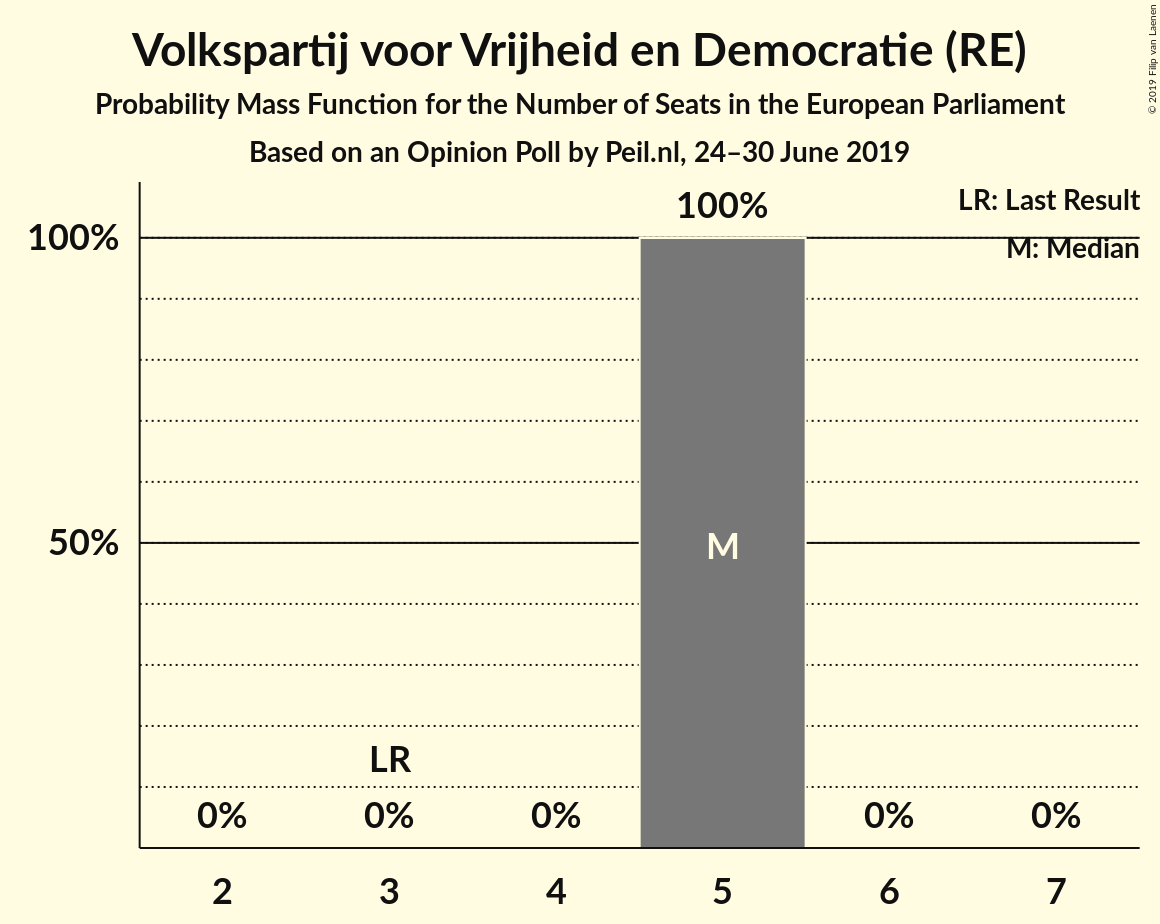 Volkspartij voor Vrijheid en Democratie (RE)
Probability Mass Function for the Number of Seats in the European Parliament
Based on an Opinion Poll by Peil.nl, 24–30 June 2019
© 2019 Filip van Laenen
LR: Last Result
M: Median
100%
100%
50%
M
LR
0% 0% 0% 0% 0%
2 3 4 5 6 7